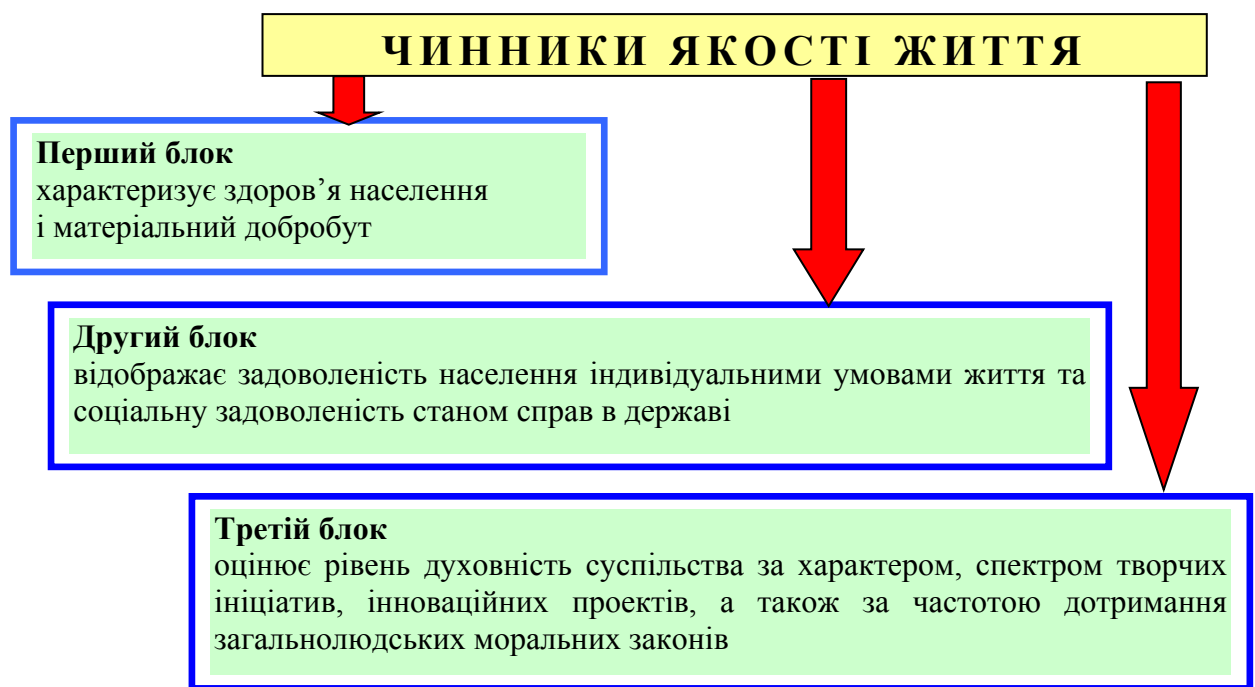 ЧИННИКИ ЯКОСТІ ЖИТТЯ
Перший блок
характеризує здоров’я населення
і матеріальний добробут
Другий блок
відображає задоволеність населення індивідуальними умовами життя та
соціальну задоволеність станом справ в державі
Третій блок
оцінює рівень духовність суспільства за характером, спектром творчих
ініціатив, інноваційних проектів, а також за частотою дотримання
загальнолюдських моральних законів